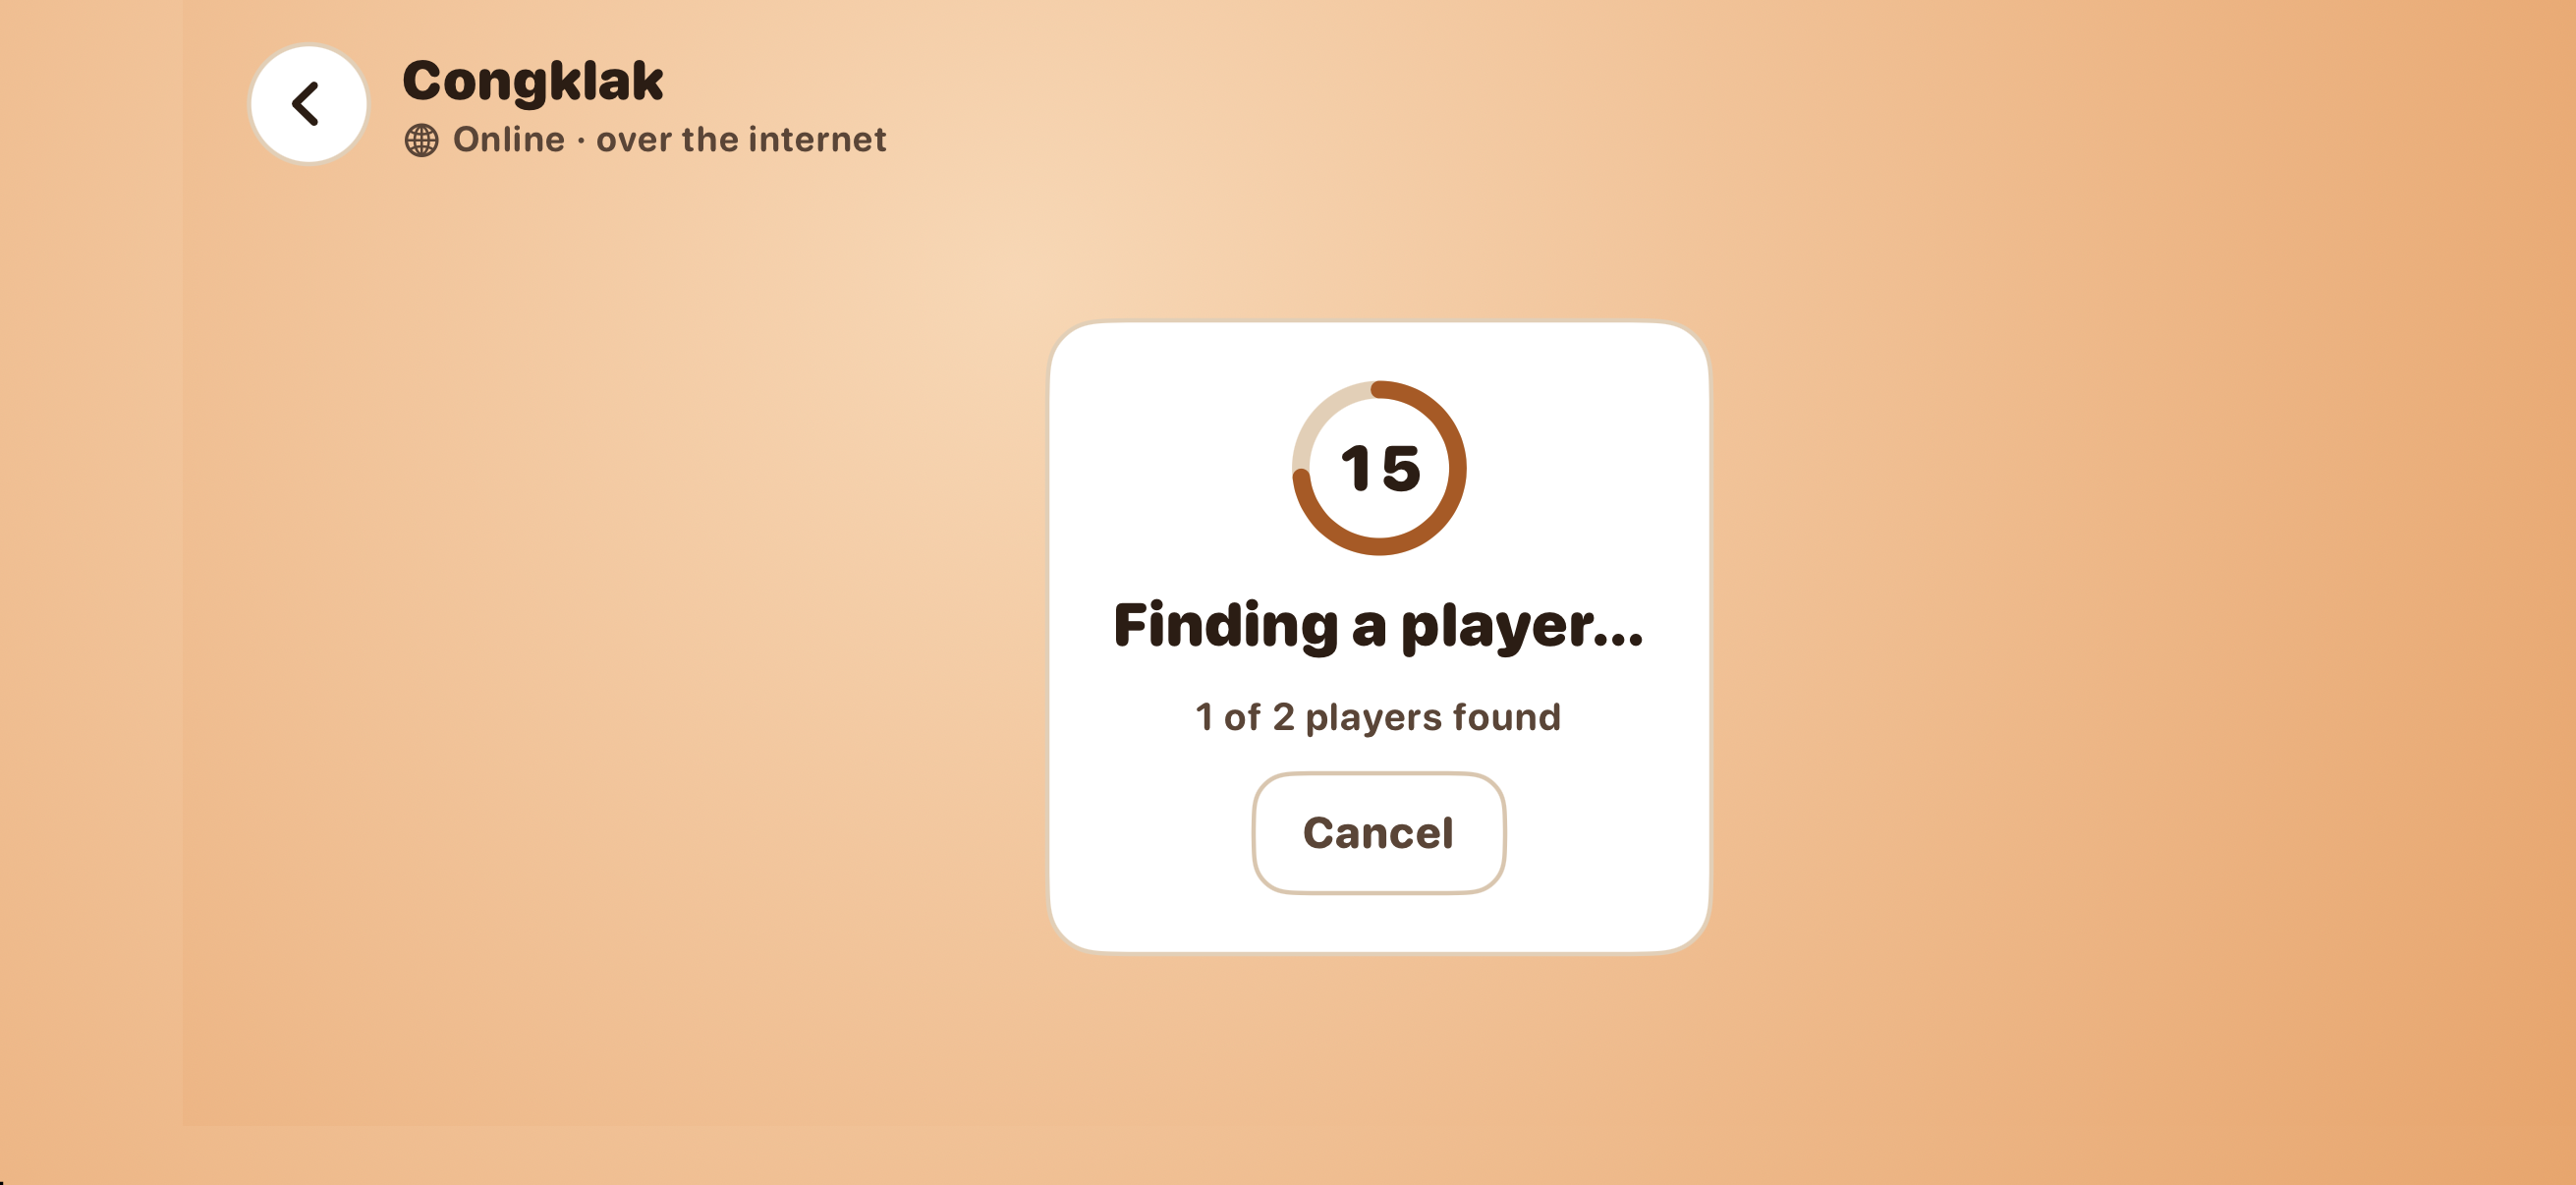 Congklak
Online · over the internet
15
Finding a player...
1 of 2 players found
Cancel